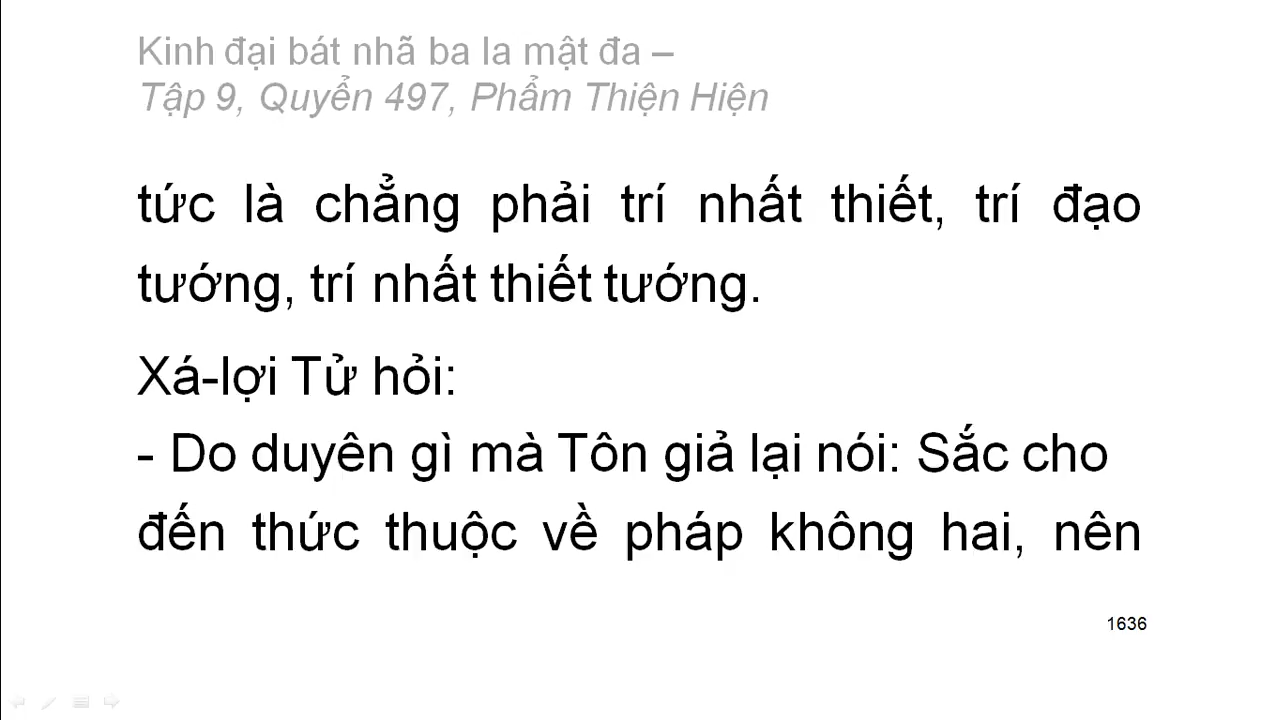 Kinh đại bát nhã ba la mật đa –
Tập 9, Quyển 497, Phẩm Thiện Hiện
tức là chẳng phải trí nhất thiết, trí đạo
tướng, trí nhất thiết tướng.
Xá-lợi Tử hỏi:
- Do duyên gì mà Tôn giả lại nói: Sắc cho
đến thức thuộc về pháp không hai, nên
1636